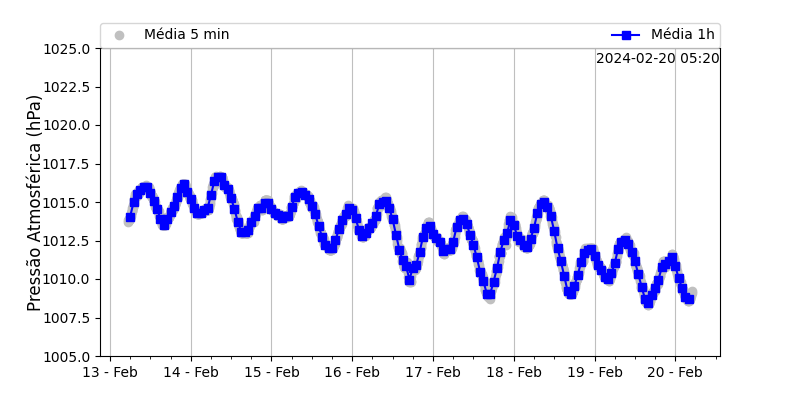 Média 5 min
Média 1h
2024-02-20 05:20
Pressão Atmosférica (hPa)
1025.0
1022.5
1020.0
1017.5
1015.0
1012.5
1010.0
1007.5
1005.0
13 - Feb
14 - Feb
15 - Feb
16 - Feb
17 - Feb
18 - Feb
19 - Feb
20 - Feb